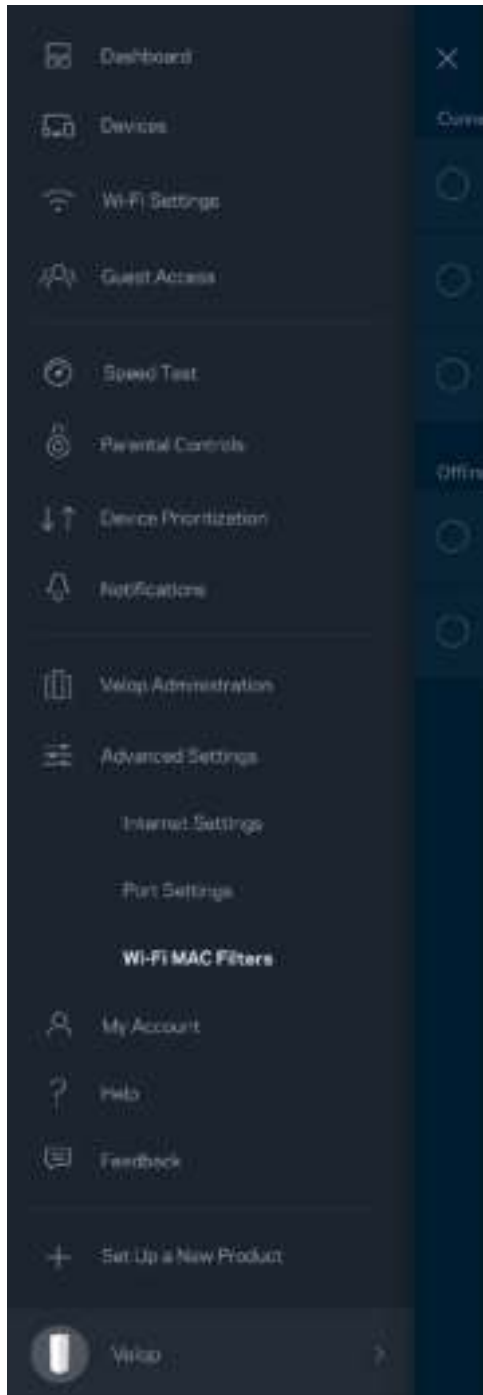 Dashboard
Devices
Wi-Fi Settings
Guest Access
Speed Test
Parental Controls
Device Prioritization
Notifications
Velop Administration
Advanced Settings
Internet Settings
Port Settings
Wi-Fi MAC Filters
My Account
Help
Feedback
Set Up a New Product
Velop